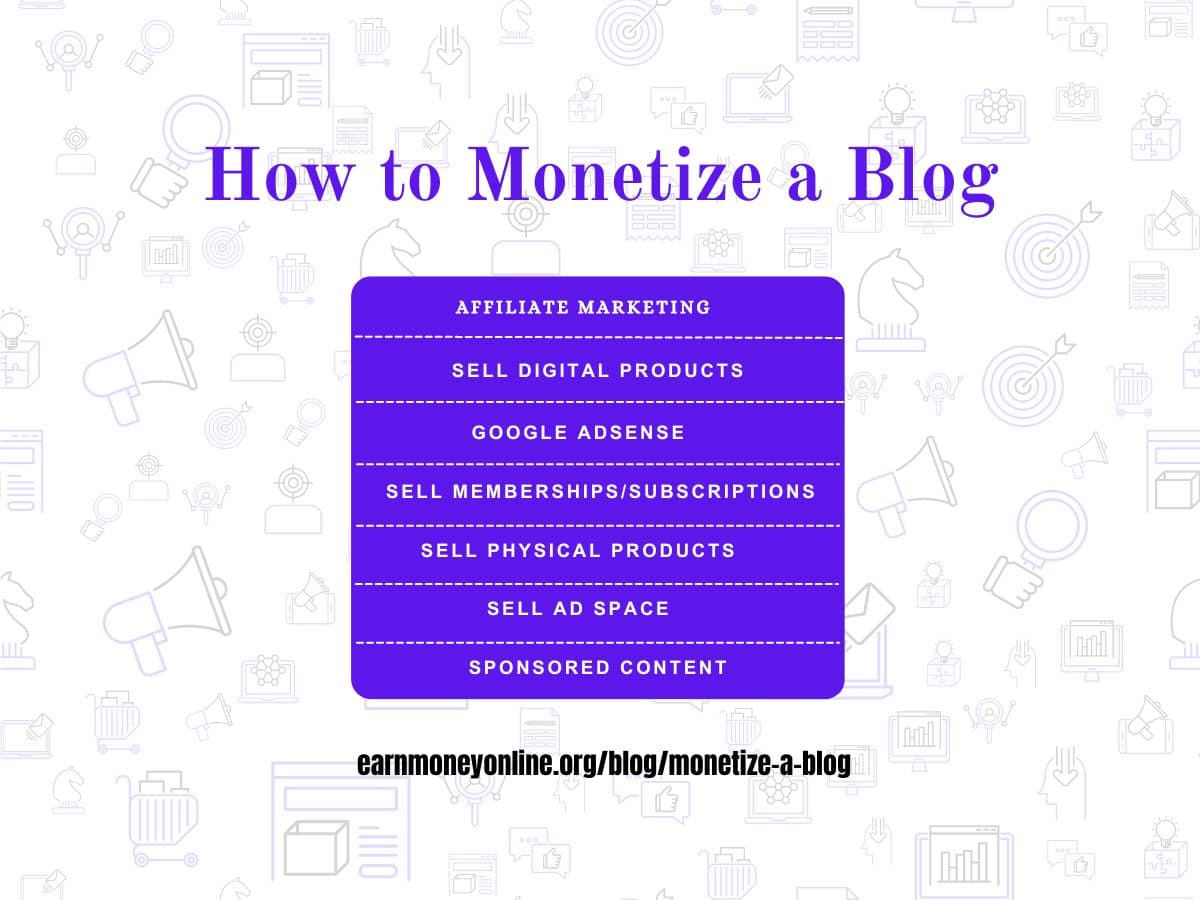 How to Monetize a Blog
AFFILIATE MARKETING
SELL DIGITAL PRODUCTS
GOOGLE ADSENSE
SELL MEMBERSHIPS/SUBSCRIPTIONS
SELL PHYSICAL PRODUCTS
SELL AD SPACE
SPONSORED CONTENT
earnmoneyonline.org/blog/monetize-a-blog